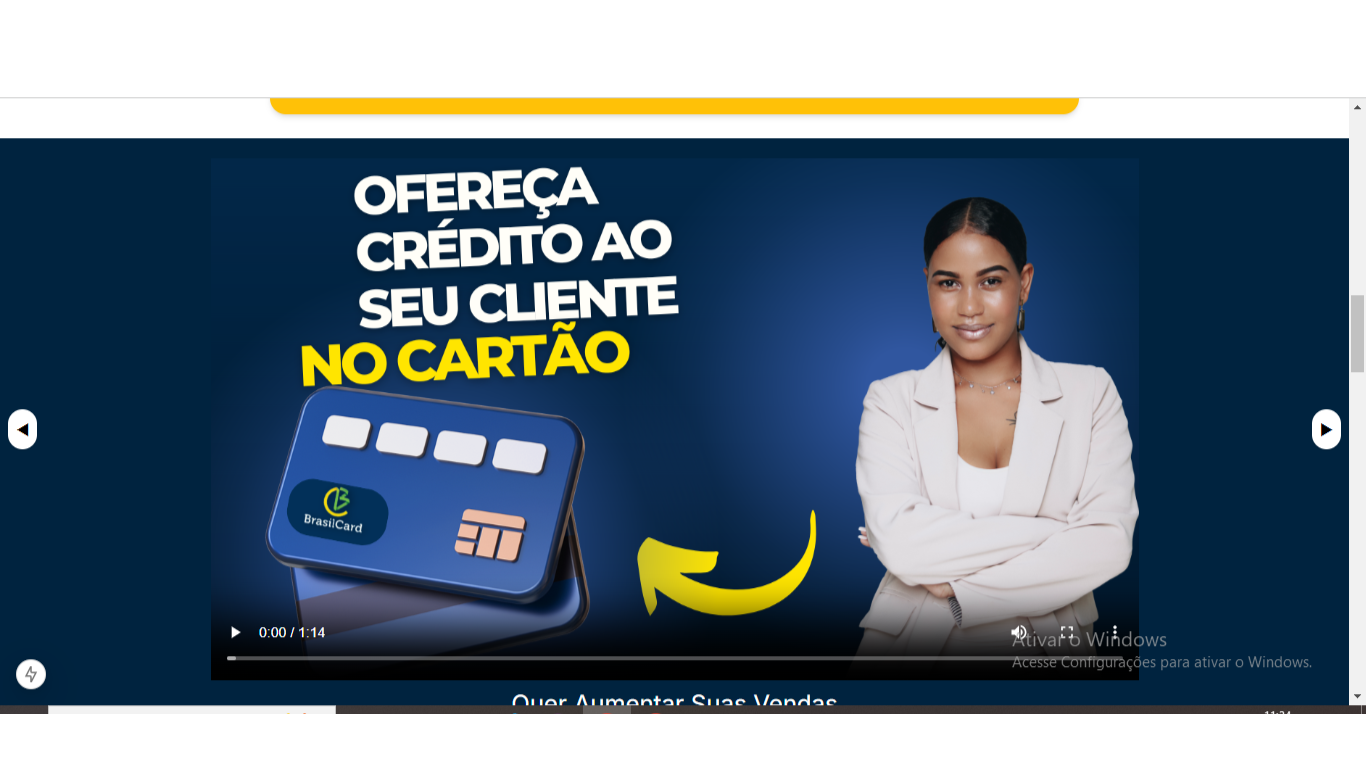 OFEREÇA
CRÉDITO AO
SEU CLIENTE
NO CARTÃO
BrasilCard
0:00 / 1:14
Ativar o Windows
Acesse Configurações para ativar o Windows.
Quer Aumentar Suas Vendas